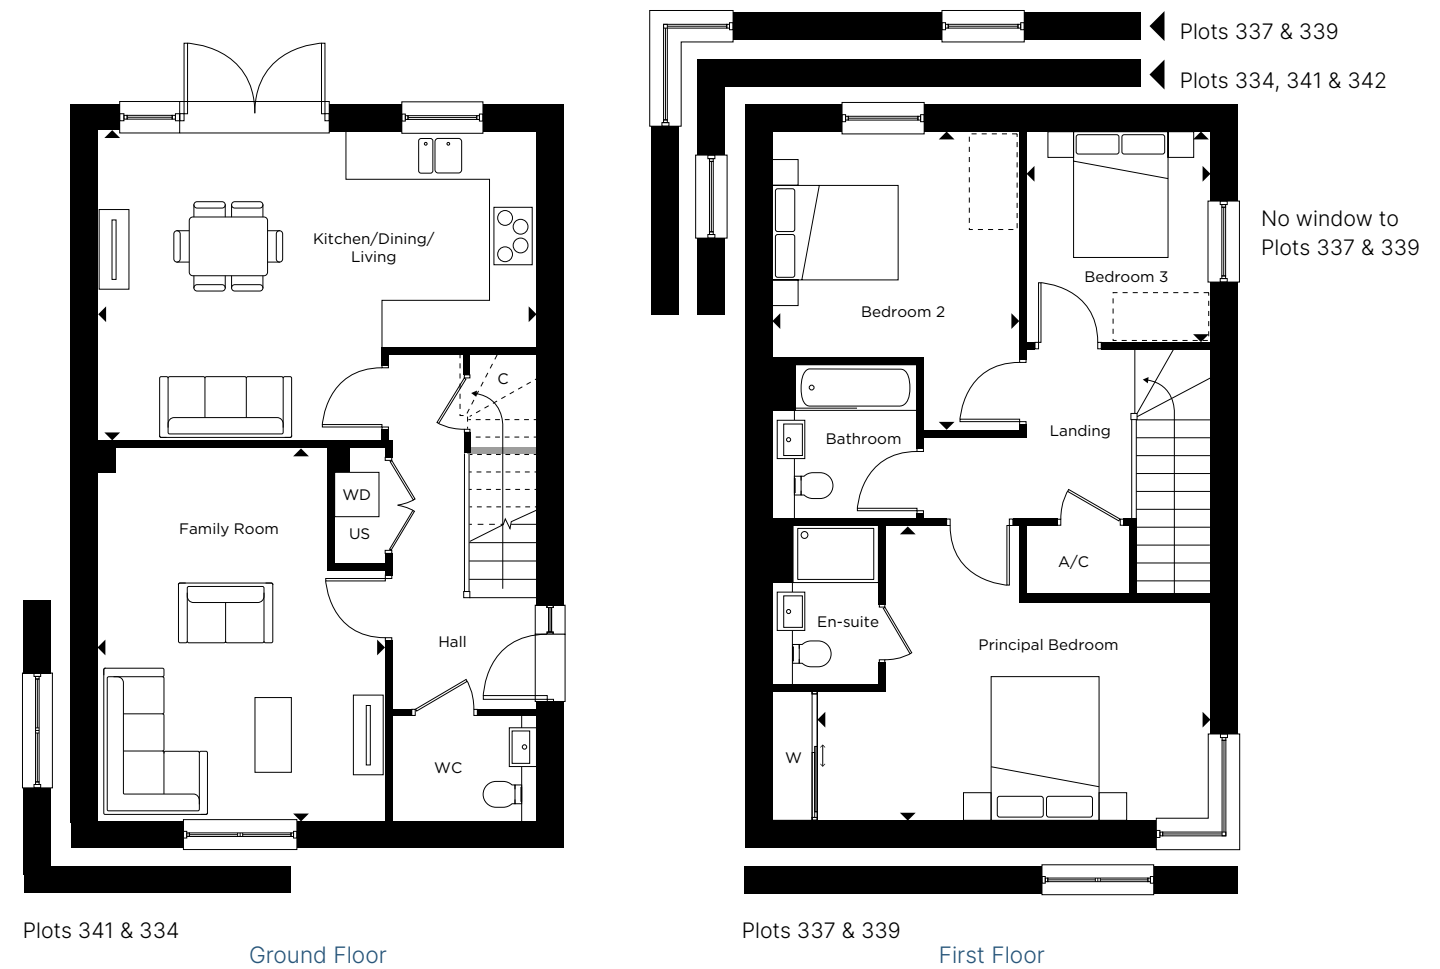 Plots 337 & 339
Plots 334, 341 & 342
No window to
Plots 337 & 339
Kitchen/Dining/
Living
C
WD
US
Family Room
Hall
WC
Bedroom 2
Bedroom 3
Bathroom
Landing
A/C
En-suite
Principal Bedroom
W
Plots 341 & 334
Ground Floor
Plots 337 & 339
First Floor